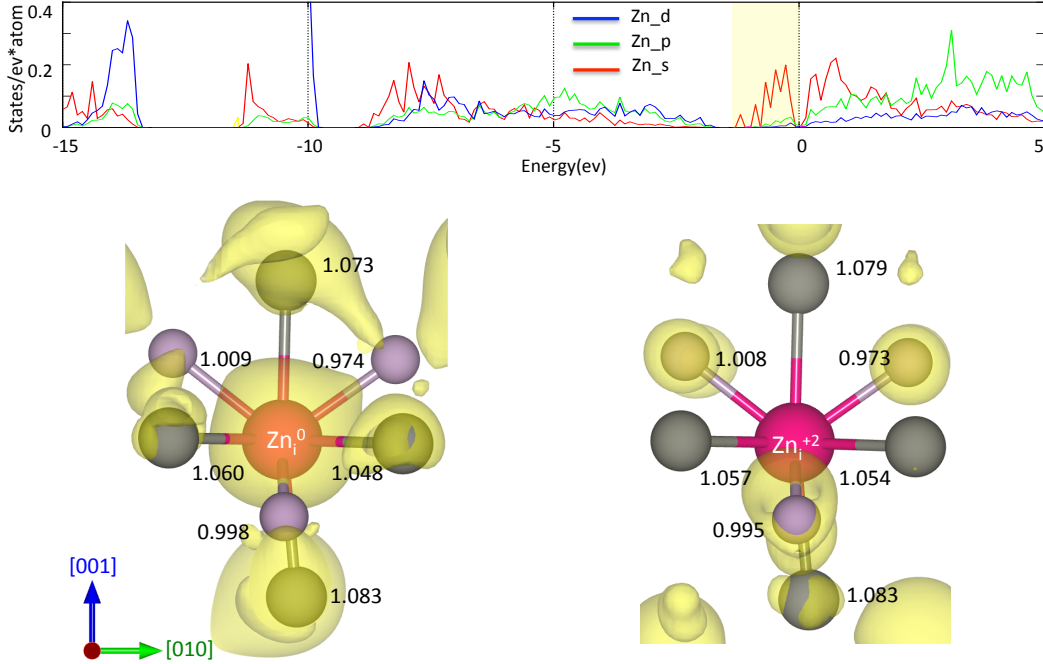 0.4
0.2
0
States/ev*atom
Zn_d
Zn_p
Zn_s
-15 -10 -5 0 5
Energy(ev)
1.073
1.009 0.974
Zn_i^0
1.060 1.048
0.998
1.083
1.079
1.008 0.973
Zn_i^+2
1.057 1.054
0.995
1.083
[001]
[010]